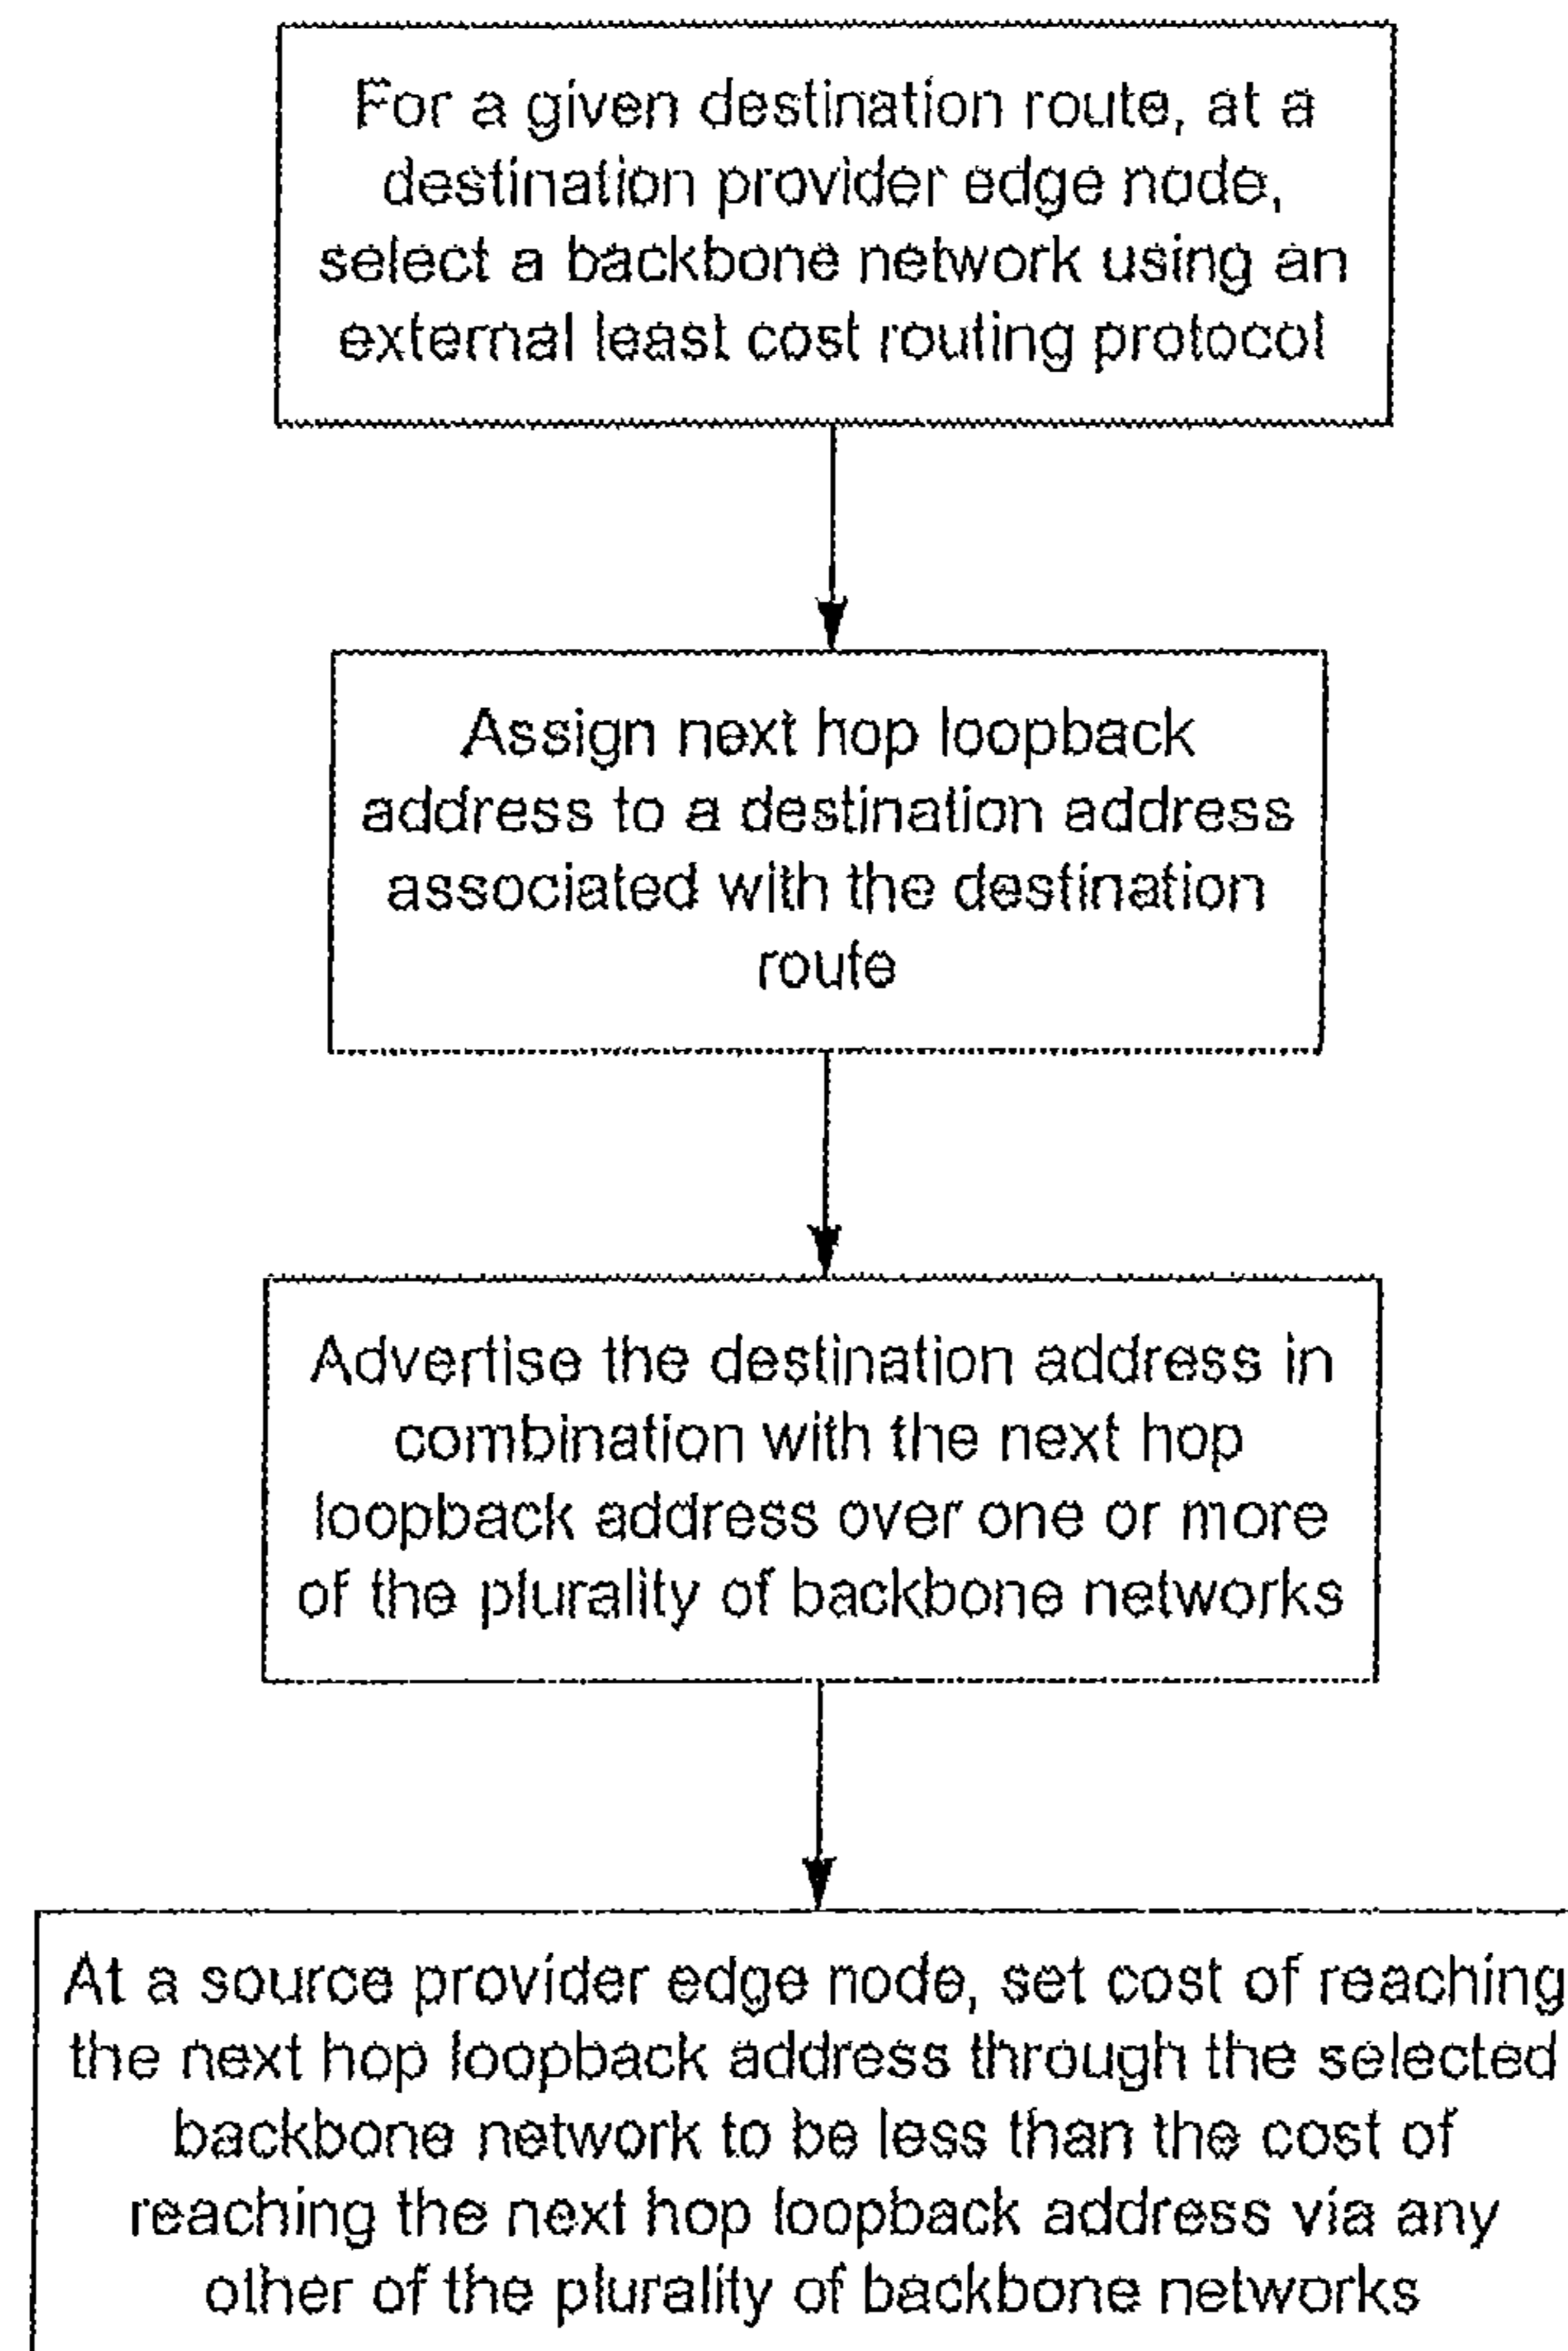 For a given destination route, at a
destination provider edge node,
select a backbone network using an
external least cost routing protocol
Assign next hop loopback
address to a destination address
associated with the destination
route
Advertise the destination address in
combination with the next hop
loopback address over one or more
of the plurality of backbone networks
At a source provider edge node, set cost of reaching
the next hop loopback address through the selected
backbone network to be less than the cost of
reaching the next hop loopback address via any
other of the plurality of backbone networks